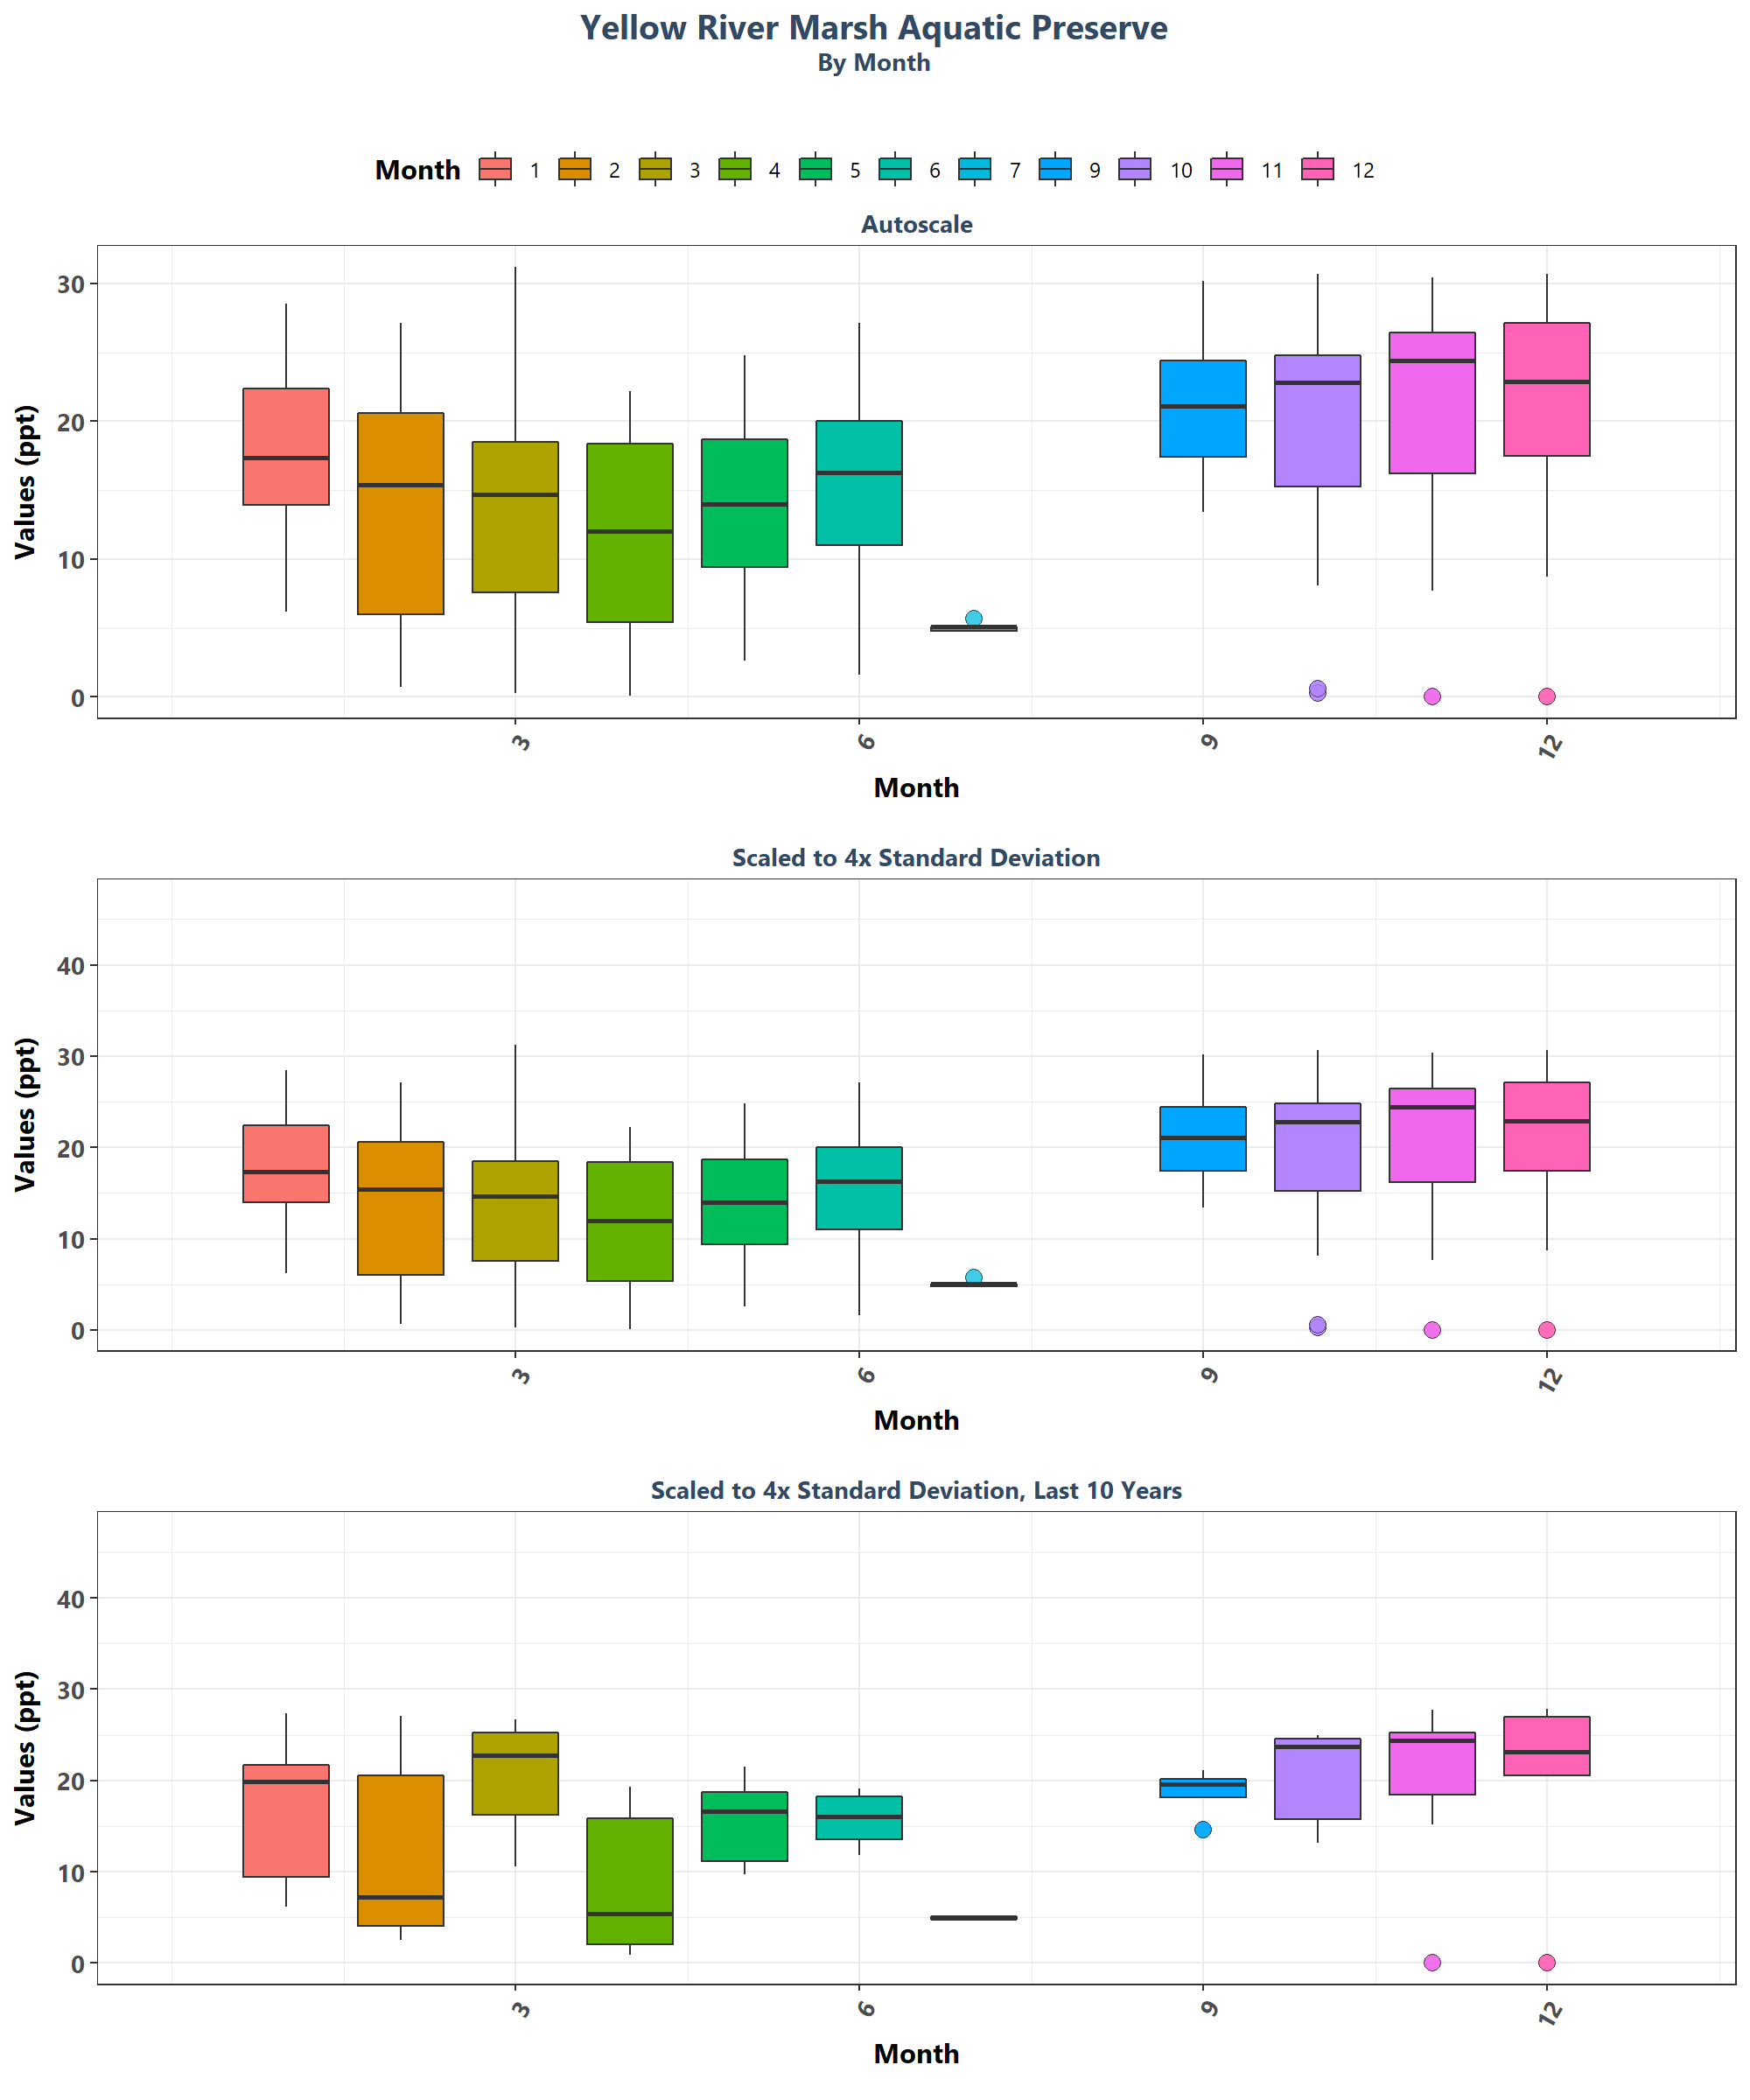 Yellow River Marsh Aquatic Preserve
By Month
Month 1 2 3 4 5 6 7 9 10 11 12
Autoscale
Values (ppt)
30
20
10
0
3 6 9 12
Month
Scaled to 4x Standard Deviation
Values (ppt)
40
30
20
10
0
3 6 9 12
Month
Scaled to 4x Standard Deviation, Last 10 Years
Values (ppt)
40
30
20
10
0
3 6 9 12
Month